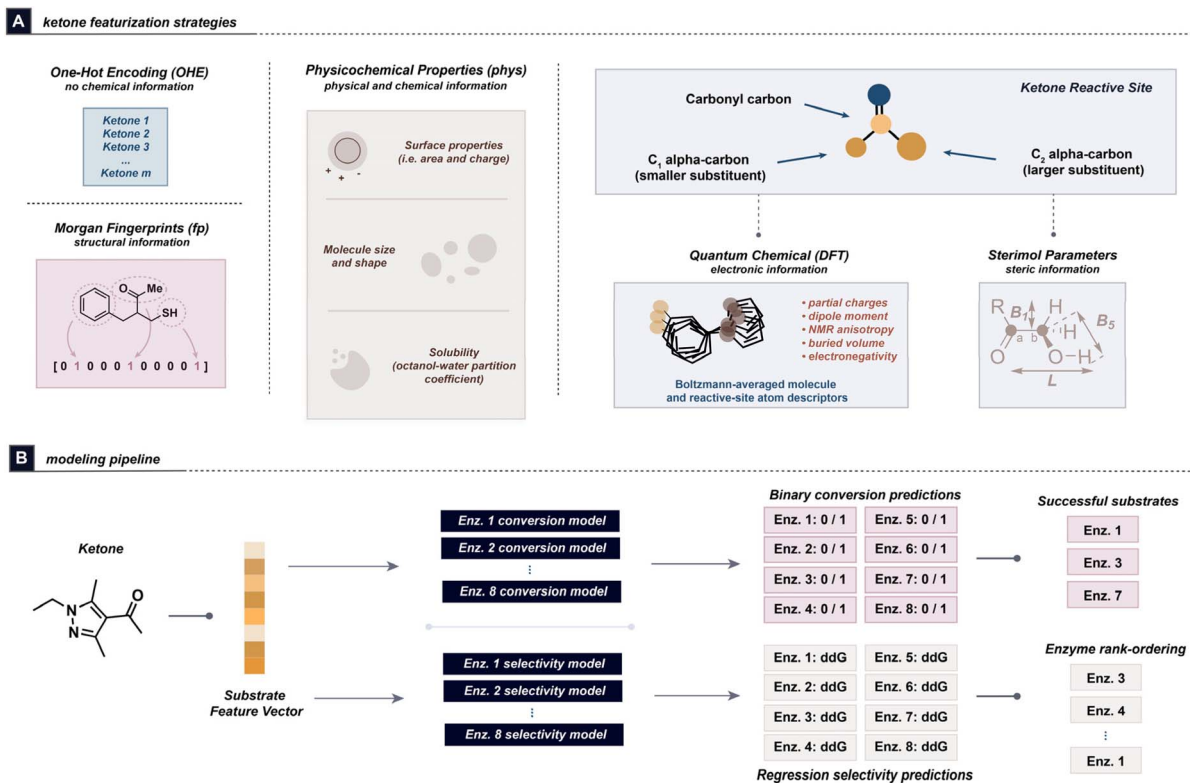 A ketone featurization strategies
One-Hot Encoding (OHE)
no chemical information
Ketone 1
Ketone 2
Ketone 3
...
Ketone m
Morgan Fingerprints (fp)
structural information
O
Me
SH
[ 0 1 0 0 0 1 0 0 0 0 1 ]
Physicochemical Properties (phys)
physical and chemical information
Surface properties
(i.e. area and charge)
+ + -
Molecule size
and shape
Solubility
(octanol-water partition
coefficient)
Ketone Reactive Site
Carbonyl carbon
C1 alpha-carbon
(smaller substituent)
C2 alpha-carbon
(larger substituent)
Quantum Chemical (DFT)
electronic information
• partial charges
• dipole moment
• NMR anisotropy
• buried volume
• electronegativity
Boltzmann-averaged molecule
and reactive-site atom descriptors
Sterimol Parameters
steric information
R B1 H
H B5
a b
O O-H
L
B modeling pipeline
Ketone
N
N
O
Substrate
Feature Vector
Enz. 1 conversion model
Enz. 2 conversion model
⋮
Enz. 8 conversion model
Enz. 1 selectivity model
Enz. 2 selectivity model
⋮
Enz. 8 selectivity model
Binary conversion predictions
Enz. 1: 0 / 1 Enz. 5: 0 / 1
Enz. 2: 0 / 1 Enz. 6: 0 / 1
Enz. 3: 0 / 1 Enz. 7: 0 / 1
Enz. 4: 0 / 1 Enz. 8: 0 / 1
Enz. 1: ddG Enz. 5: ddG
Enz. 2: ddG Enz. 6: ddG
Enz. 3: ddG Enz. 7: ddG
Enz. 4: ddG Enz. 8: ddG
Regression selectivity predictions
Successful substrates
Enz. 1
Enz. 3
Enz. 7
Enzyme rank-ordering
Enz. 3
Enz. 4
⋮
Enz. 1